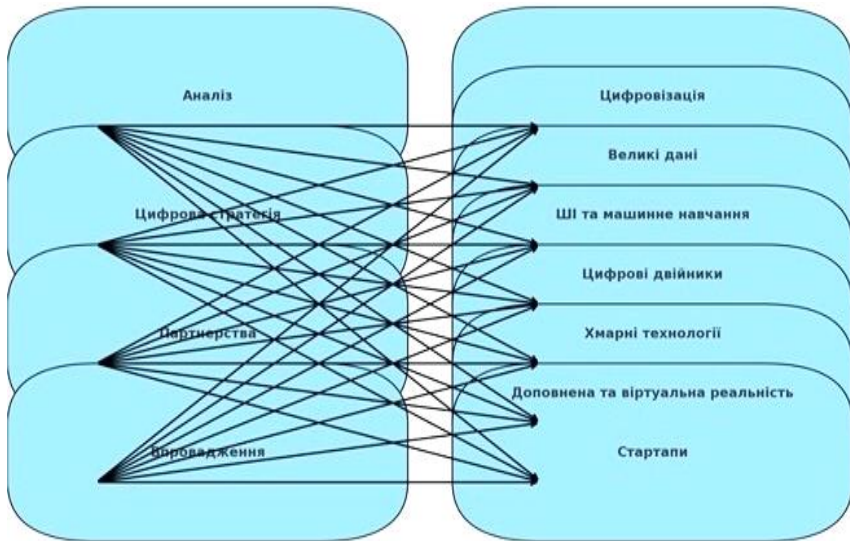 Аналіз
Цифрова стратегія
Партнерства
Впровадження
Цифровізація
Великі дані
ШІ та машинне навчання
Цифрові двійники
Хмарні технології
Доповнена та віртуальна реальність
Стартапи